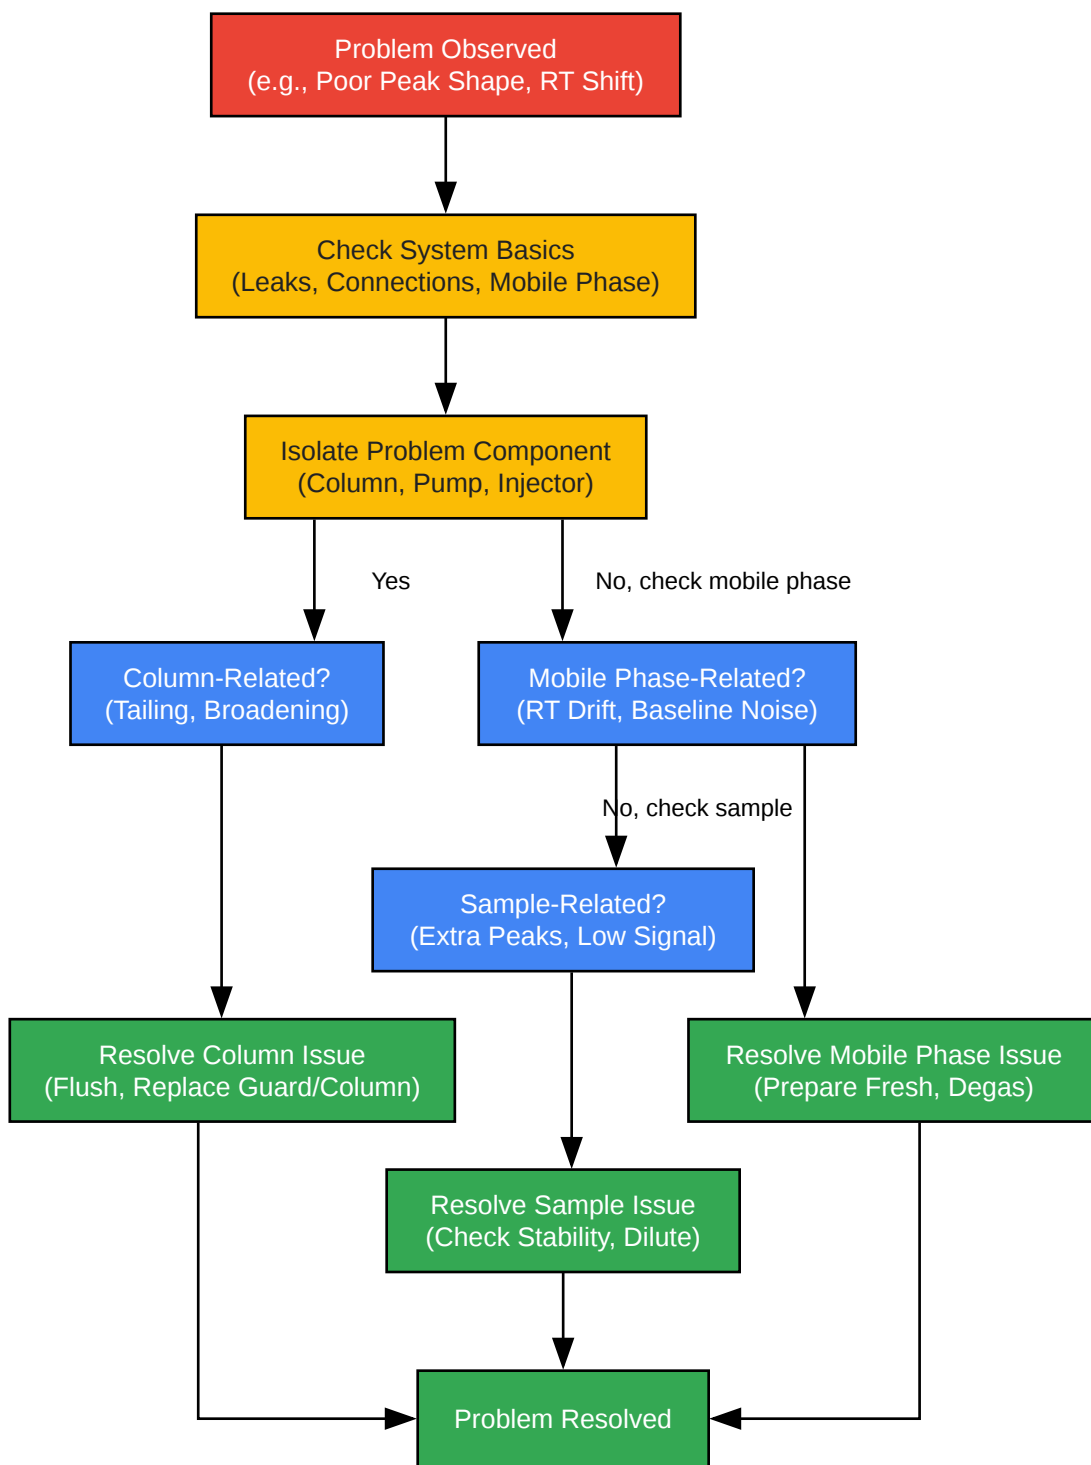 Problem Observed
(e.g., Poor Peak Shape, RT Shift)
Check System Basics
(Leaks, Connections, Mobile Phase)
Isolate Problem Component
(Column, Pump, Injector)
Yes
No, check mobile phase
Column-Related?
(Tailing, Broadening)
Mobile Phase-Related?
(RT Drift, Baseline Noise)
No, check sample
Sample-Related?
(Extra Peaks, Low Signal)
Resolve Column Issue
(Flush, Replace Guard/Column)
Resolve Mobile Phase Issue
(Prepare Fresh, Degas)
Resolve Sample Issue
(Check Stability, Dilute)
Problem Resolved